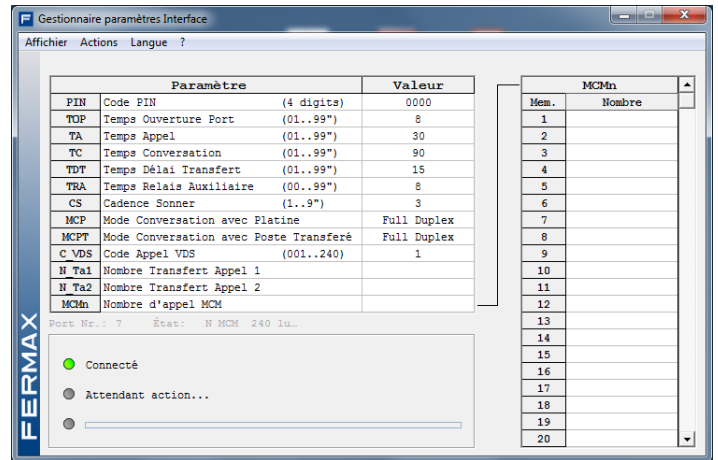 Gestionnaire paramètres Interface
Affichier Actions Langue ?
Paramètre Valeur
PIN Code PIN (4 digits) 0000
TOP Temps Ouverture Port (01..99") 8
TA Temps Appel (01..99") 30
TC Temps Conversation (01..99") 90
TDT Temps Délai Transfert (01..99") 15
TRA Temps Relais Auxiliaire (00..99") 8
CS Cadence Sonner (1..9") 3
MCP Mode Conversation avec Platine Full Duplex
MCPT Mode Conversation avec Poste Transferé Full Duplex
C_VDS Code Appel VDS (001..240) 1
N_Ta1 Nombre Transfert Appel 1
N_Ta2 Nombre Transfert Appel 2
MCMn Nombre d'appel MCM
Port Nr.: 7 État: N MCM 240 lu…
Connecté
Attendant action...
FERMAX
MCMn
Mem. Nombre
1
2
3
4
5
6
7
8
9
10
11
12
13
14
15
16
17
18
19
20